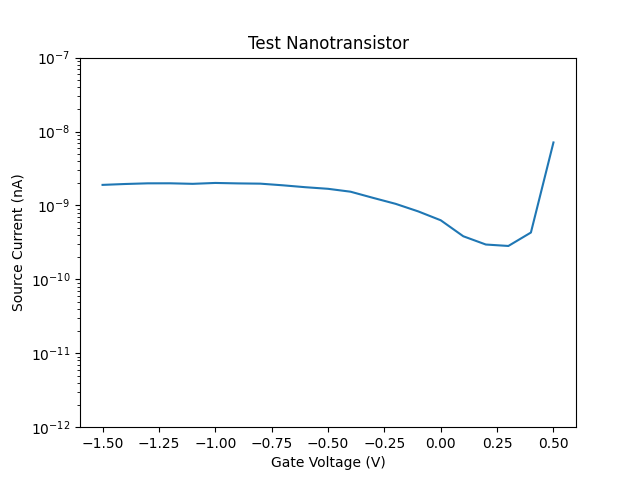 Test Nanotransistor
10⁻⁷
10⁻⁸
10⁻⁹
10⁻¹⁰
10⁻¹¹
10⁻¹²
Source Current (nA)
−1.50 −1.25 −1.00 −0.75 −0.50 −0.25 0.00 0.25 0.50
Gate Voltage (V)